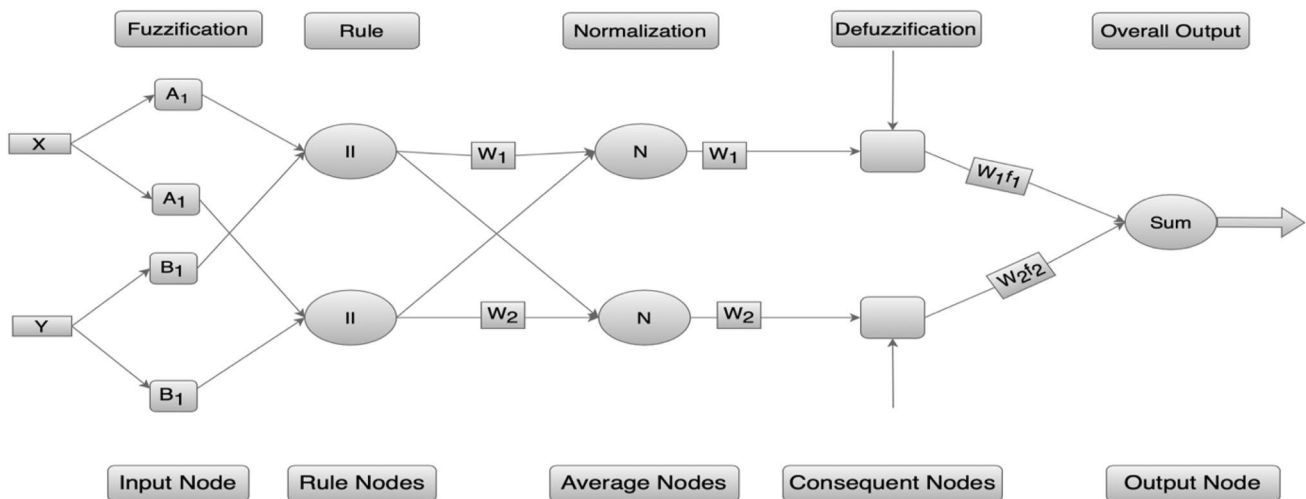 Fuzzification Rule Normalization Defuzzification Overall Output
A1
X
II W1 N W1
W1f1
A1
Sum
B1
W2f2
Y
II W2 N W2
B1
Input Node Rule Nodes Average Nodes Consequent Nodes Output Node